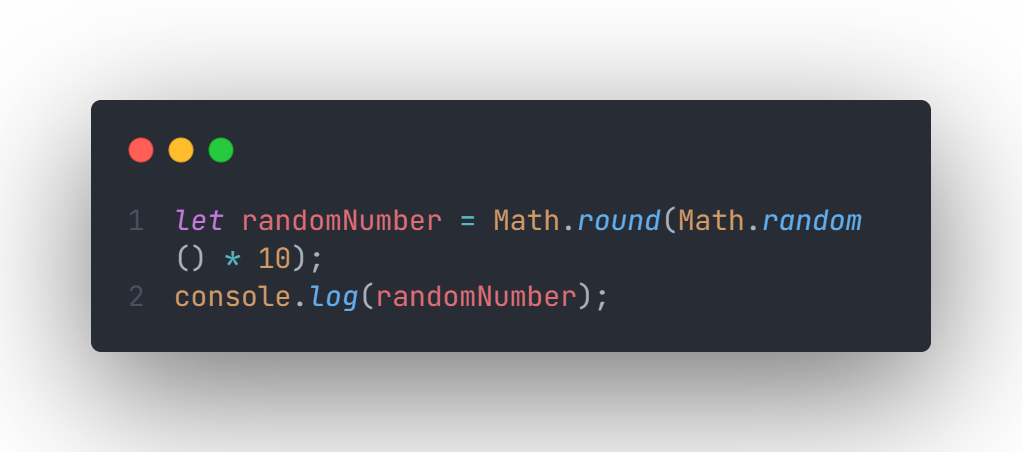 1 let randomNumber = Math.round(Math.random
() * 10);
2 console.log(randomNumber);